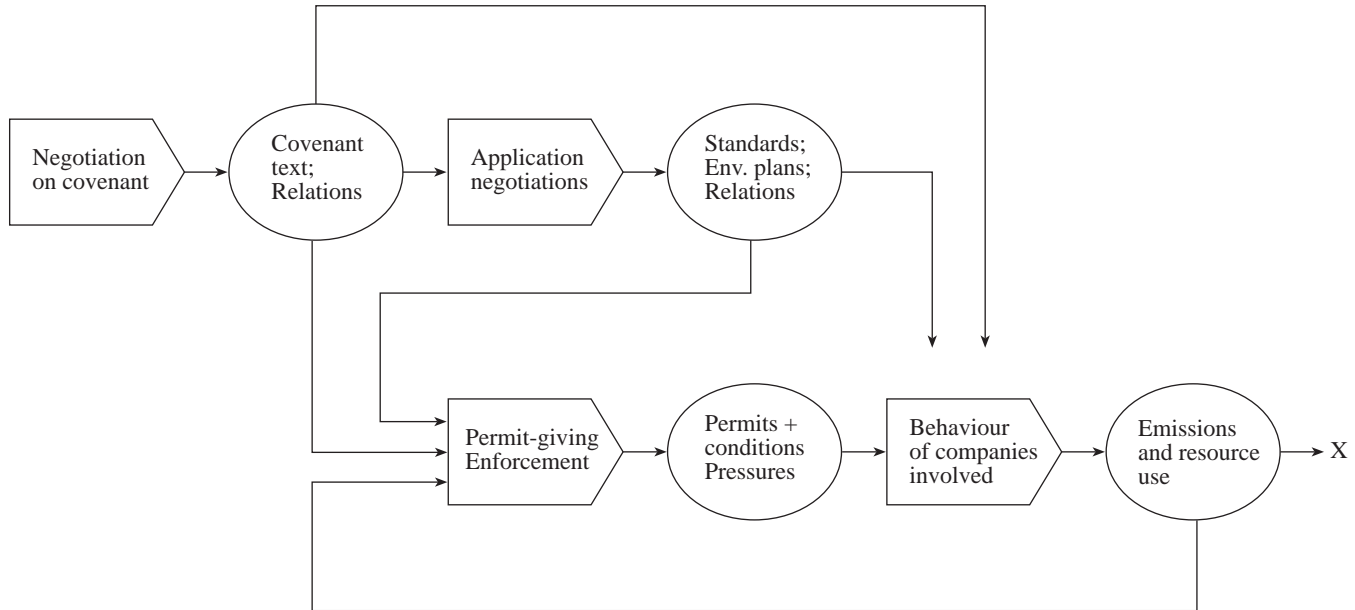 Negotiation
on covenant
Covenant
text;
Relations
Application
negotiations
Standards;
Env. plans;
Relations
Permit-giving
Enforcement
Permits +
conditions
Pressures
Behaviour
of companies
involved
Emissions
and resource
use
X